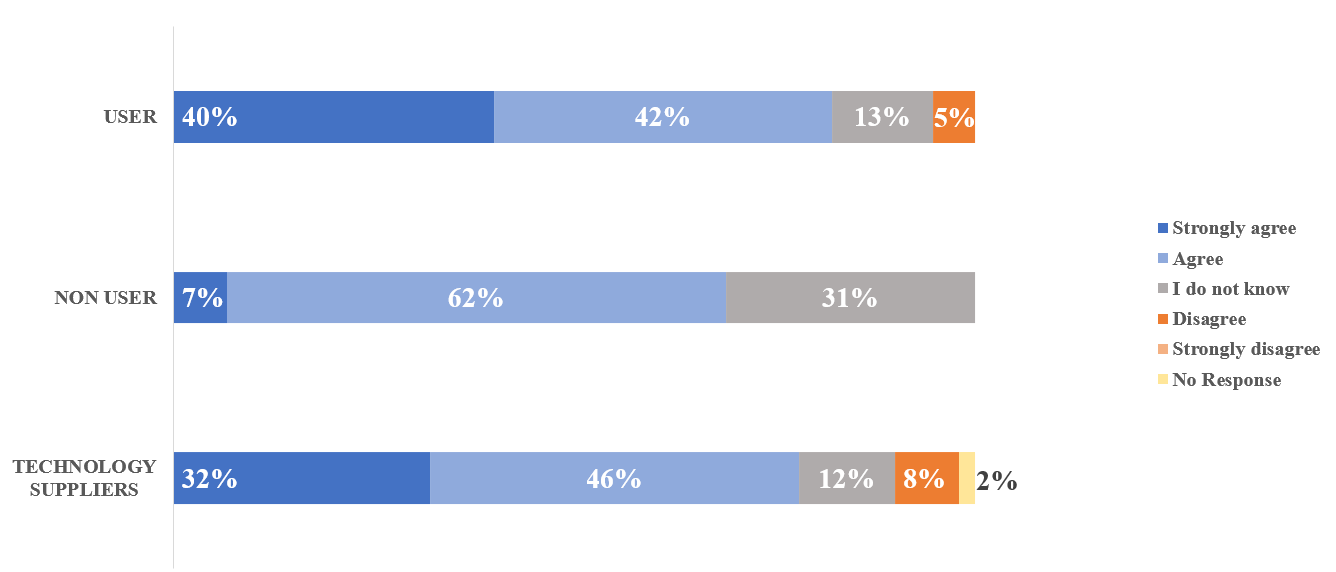 USER
40%
42%
13%
5%
NON USER
7%
62%
31%
TECHNOLOGY
SUPPLIERS
32%
46%
12%
8%
2%
Strongly agree
Agree
I do not know
Disagree
Strongly disagree
No Response